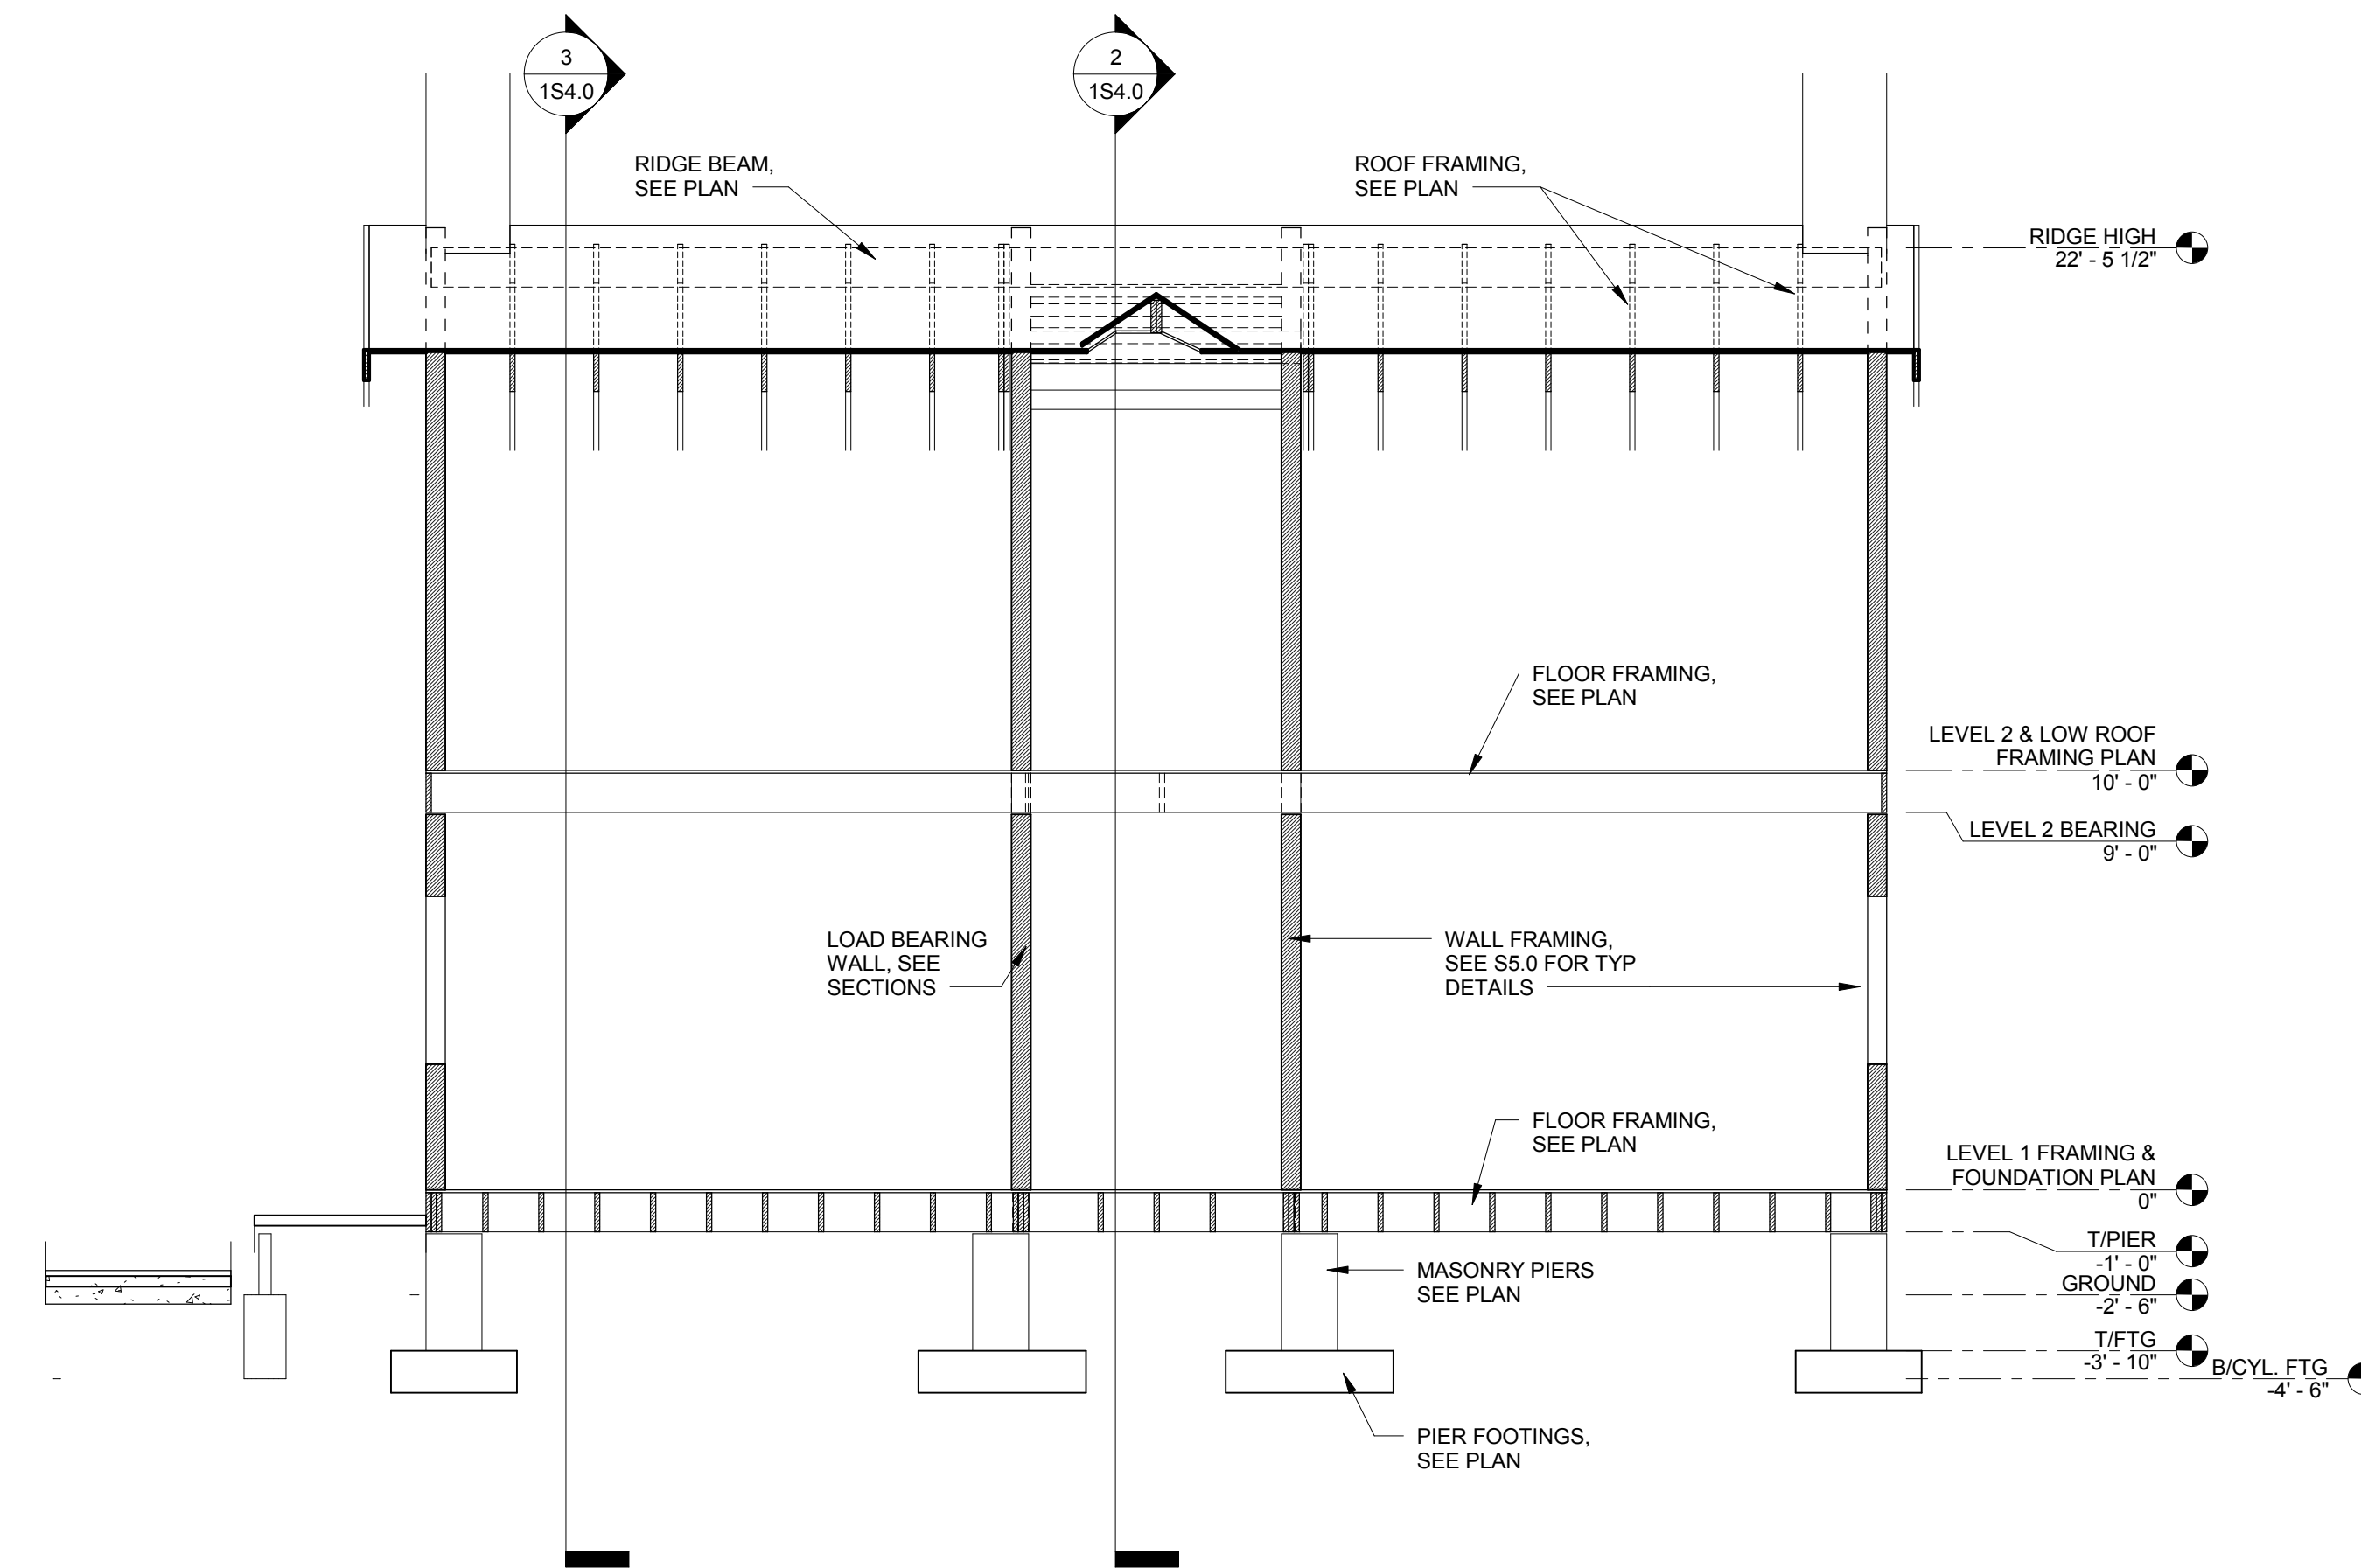 3
1S4.0
2
1S4.0
RIDGE BEAM,
SEE PLAN
ROOF FRAMING,
SEE PLAN
RIDGE HIGH
22' - 5 1/2"
FLOOR FRAMING,
SEE PLAN
LEVEL 2 & LOW ROOF
FRAMING PLAN
10' - 0"
LEVEL 2 BEARING
9' - 0"
LOAD BEARING
WALL, SEE
SECTIONS
WALL FRAMING,
SEE S5.0 FOR TYP
DETAILS
FLOOR FRAMING,
SEE PLAN
LEVEL 1 FRAMING &
FOUNDATION PLAN
0"
T/PIER
-1' - 0"
MASONRY PIERS
SEE PLAN
GROUND
-2' - 6"
T/FTG
-3' - 10"
B/CYL. FTG
-4' - 6"
PIER FOOTINGS,
SEE PLAN